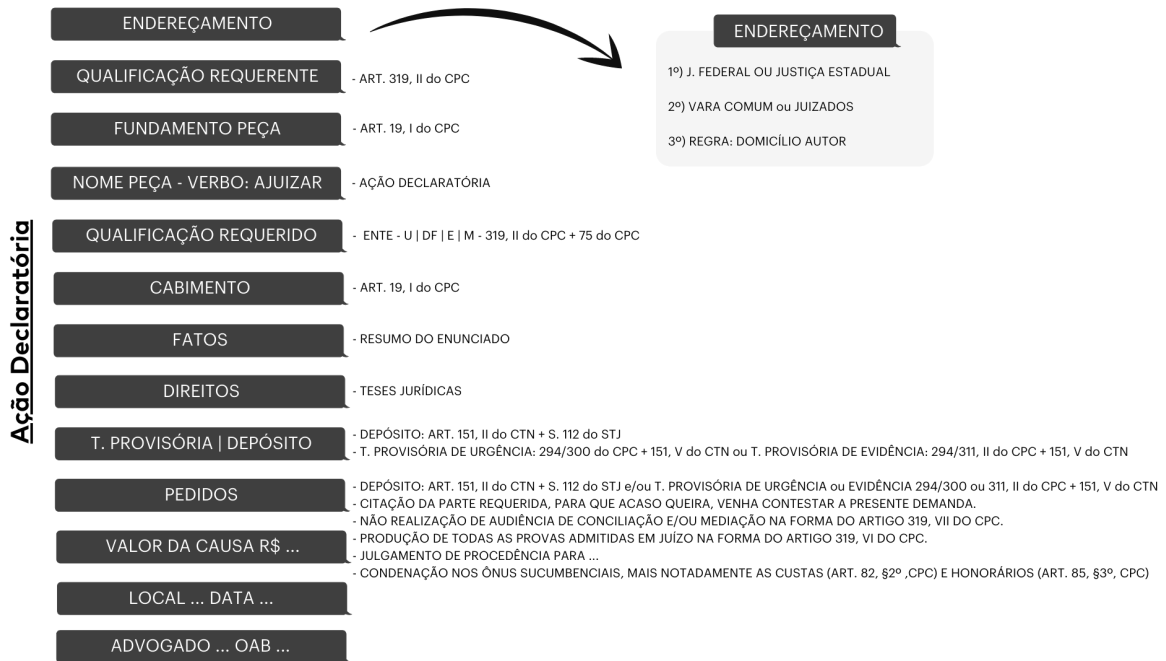 Ação Declaratória
ENDEREÇAMENTO
ENDEREÇAMENTO
1º) J. FEDERAL OU JUSTIÇA ESTADUAL
2º) VARA COMUM ou JUIZADOS
3º) REGRA: DOMICÍLIO AUTOR
QUALIFICAÇÃO REQUERENTE
- ART. 319, II do CPC
FUNDAMENTO PEÇA
- ART. 19, I do CPC
NOME PEÇA - VERBO: AJUIZAR
- AÇÃO DECLARATÓRIA
QUALIFICAÇÃO REQUERIDO
- ENTE - U | DF | E | M - 319, II do CPC + 75 do CPC
CABIMENTO
- ART. 19, I do CPC
FATOS
- RESUMO DO ENUNCIADO
DIREITOS
- TESES JURÍDICAS
T. PROVISÓRIA | DEPÓSITO
- DEPÓSITO: ART. 151, II do CTN + S. 112 do STJ
- T. PROVISÓRIA DE URGÊNCIA: 294/300 do CPC + 151, V do CTN ou T. PROVISÓRIA DE EVIDÊNCIA: 294/311, II do CPC + 151, V do CTN
PEDIDOS
- DEPÓSITO: ART. 151, II do CTN + S. 112 do STJ e/ou T. PROVISÓRIA DE URGÊNCIA ou EVIDÊNCIA 294/300 ou 311, II do CPC + 151, V do CTN
- CITAÇÃO DA PARTE REQUERIDA, PARA QUE ACASO QUEIRA, VENHA CONTESTAR A PRESENTE DEMANDA.
- NÃO REALIZAÇÃO DE AUDIÊNCIA DE CONCILIAÇÃO E/OU MEDIAÇÃO NA FORMA DO ARTIGO 319, VII DO CPC.
- PRODUÇÃO DE TODAS AS PROVAS ADMITIDAS EM JUÍZO NA FORMA DO ARTIGO 319, VI DO CPC.
- JULGAMENTO DE PROCEDÊNCIA PARA ...
- CONDENAÇÃO NOS ÔNUS SUCUMBENCIAIS, MAIS NOTADAMENTE AS CUSTAS (ART. 82, §2º ,CPC) E HONORÁRIOS (ART. 85, §3º, CPC)
VALOR DA CAUSA R$ ...
LOCAL ... DATA ...
ADVOGADO ... OAB ...